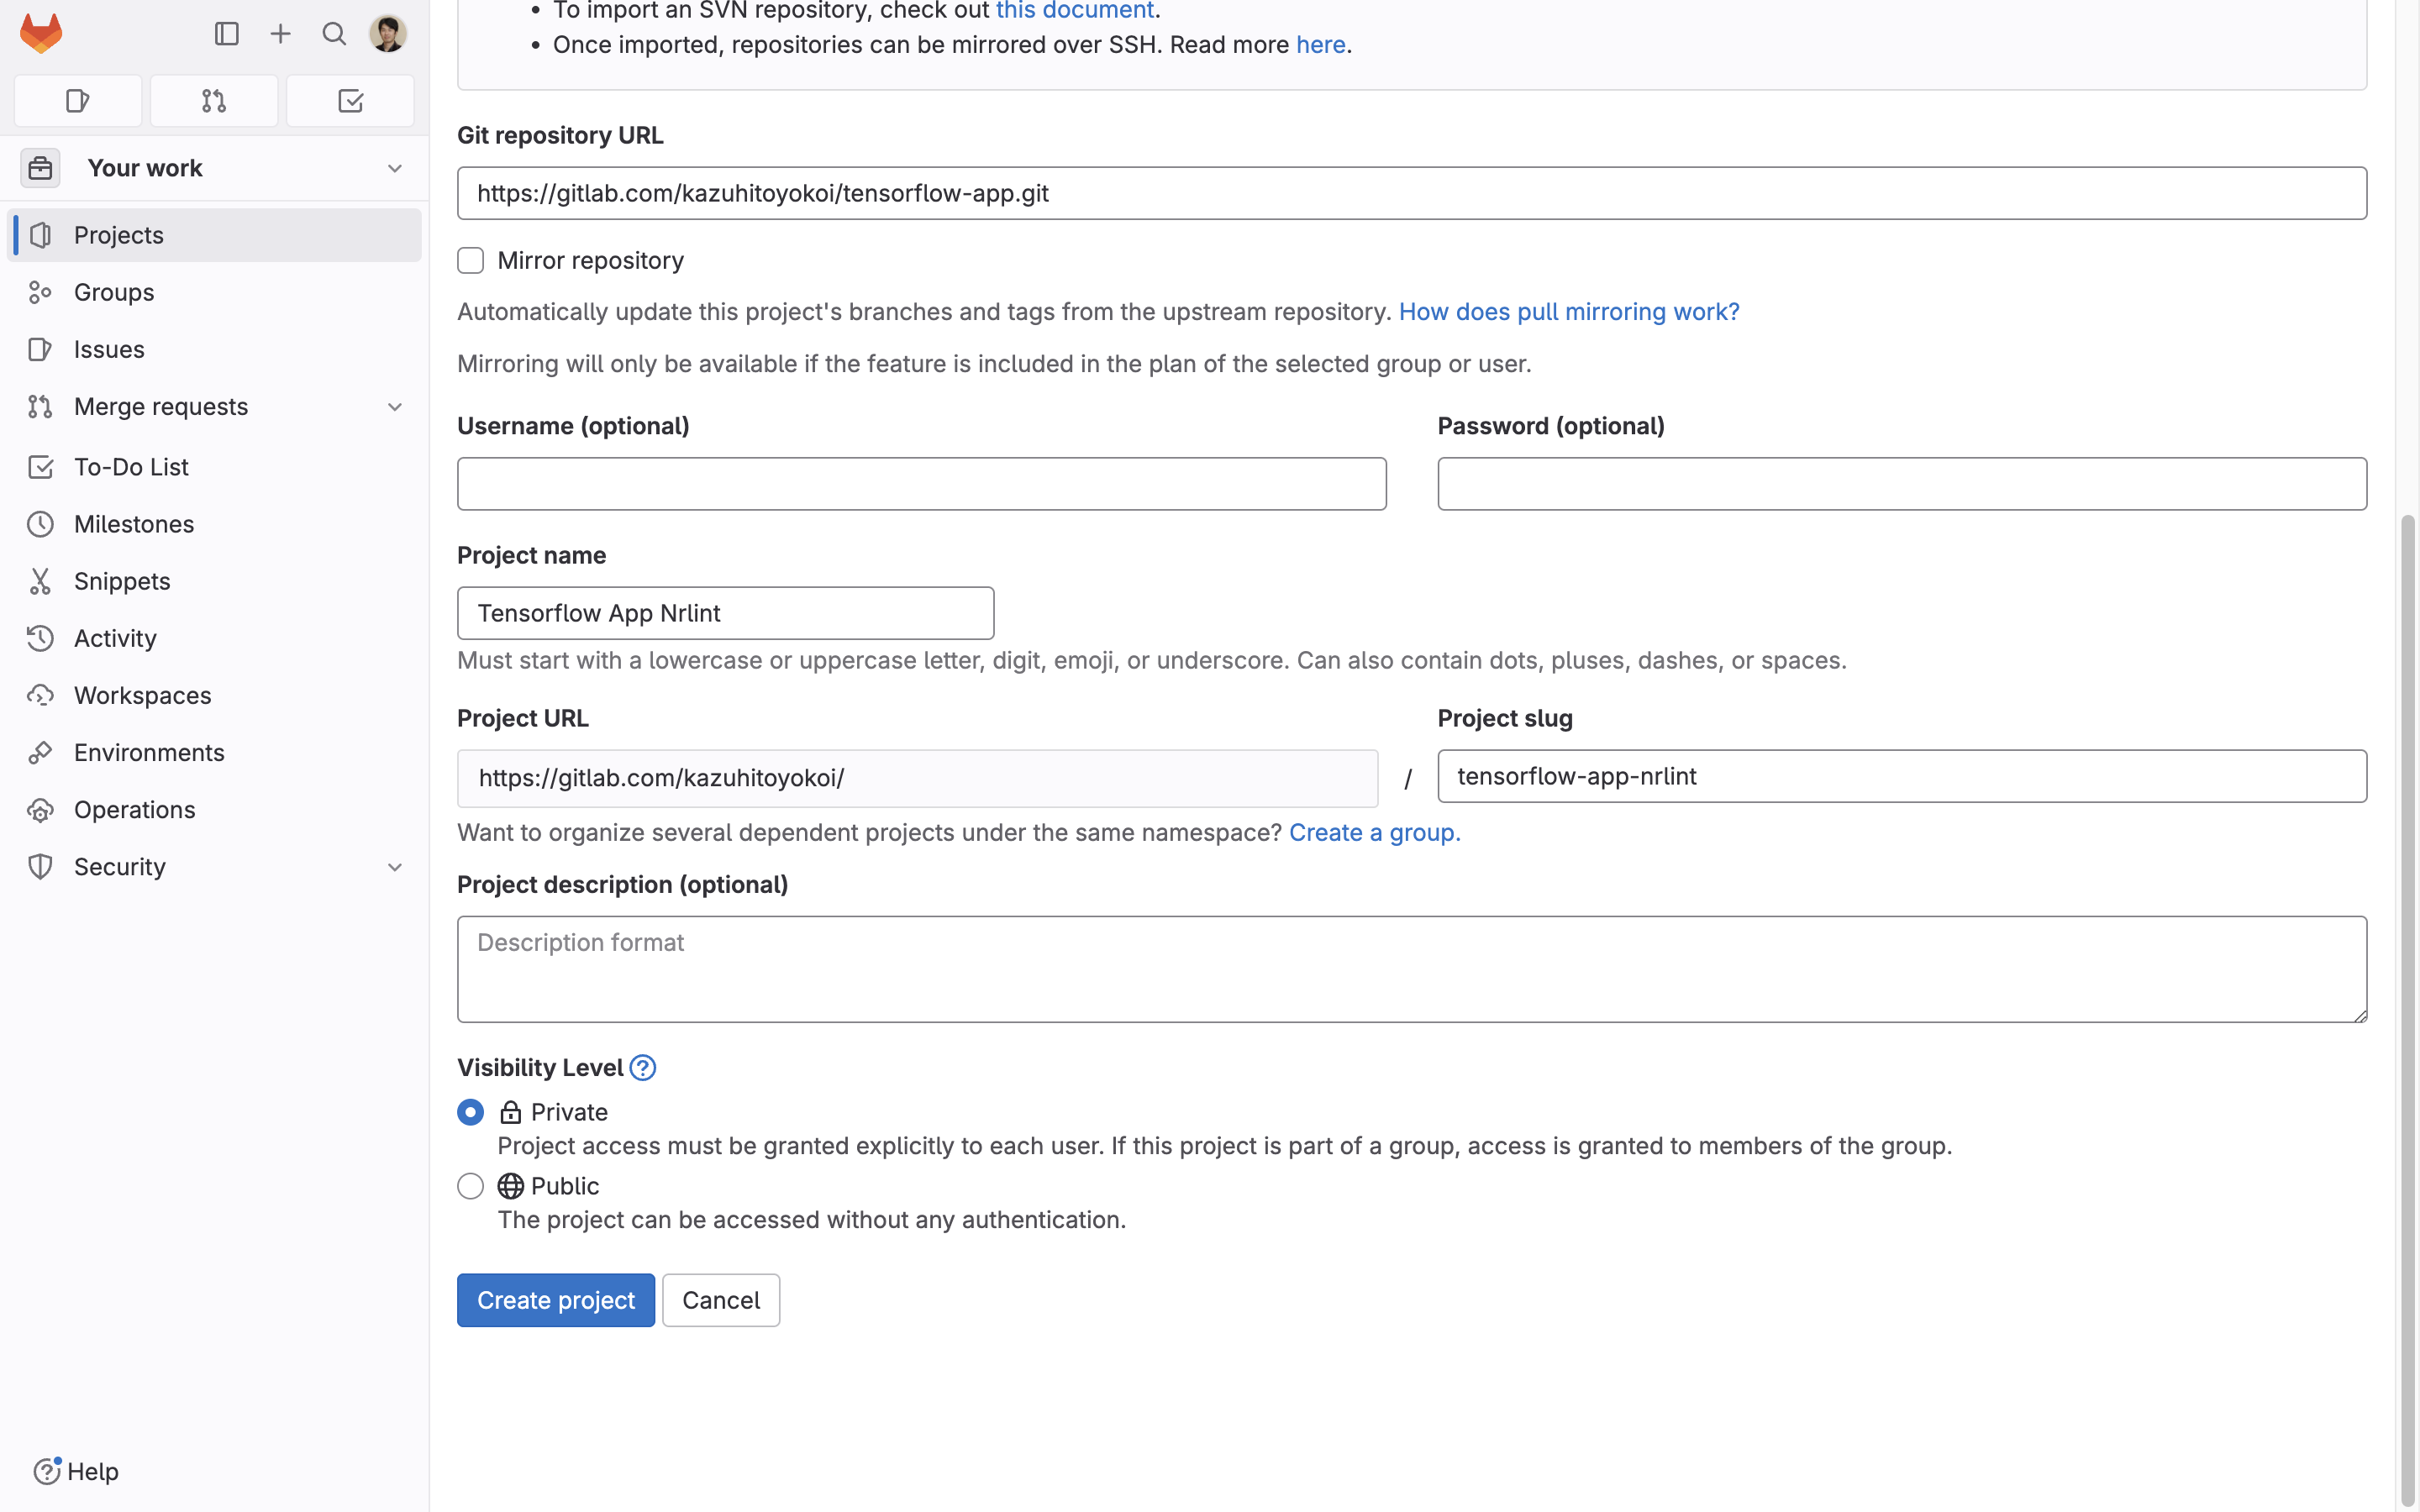 To import an SVN repository, check out this document.
Once imported, repositories can be mirrored over SSH. Read more here.
Git repository URL
https://gitlab.com/kazuhitoyokoi/tensorflow-app.git
Mirror repository
Automatically update this project's branches and tags from the upstream repository. How does pull mirroring work?
Mirroring will only be available if the feature is included in the plan of the selected group or user.
Username (optional)
Password (optional)
Project name
Tensorflow App Nrlint
Must start with a lowercase or uppercase letter, digit, emoji, or underscore. Can also contain dots, pluses, dashes, or spaces.
Project URL
Project slug
https://gitlab.com/kazuhitoyokoi/
/
tensorflow-app-nrlint
Want to organize several dependent projects under the same namespace? Create a group.
Project description (optional)
Description format
Visibility Level
Private
Project access must be granted explicitly to each user. If this project is part of a group, access is granted to members of the group.
Public
The project can be accessed without any authentication.
Create project
Cancel
Your work
Projects
Groups
Issues
Merge requests
To-Do List
Milestones
Snippets
Activity
Workspaces
Environments
Operations
Security
Help